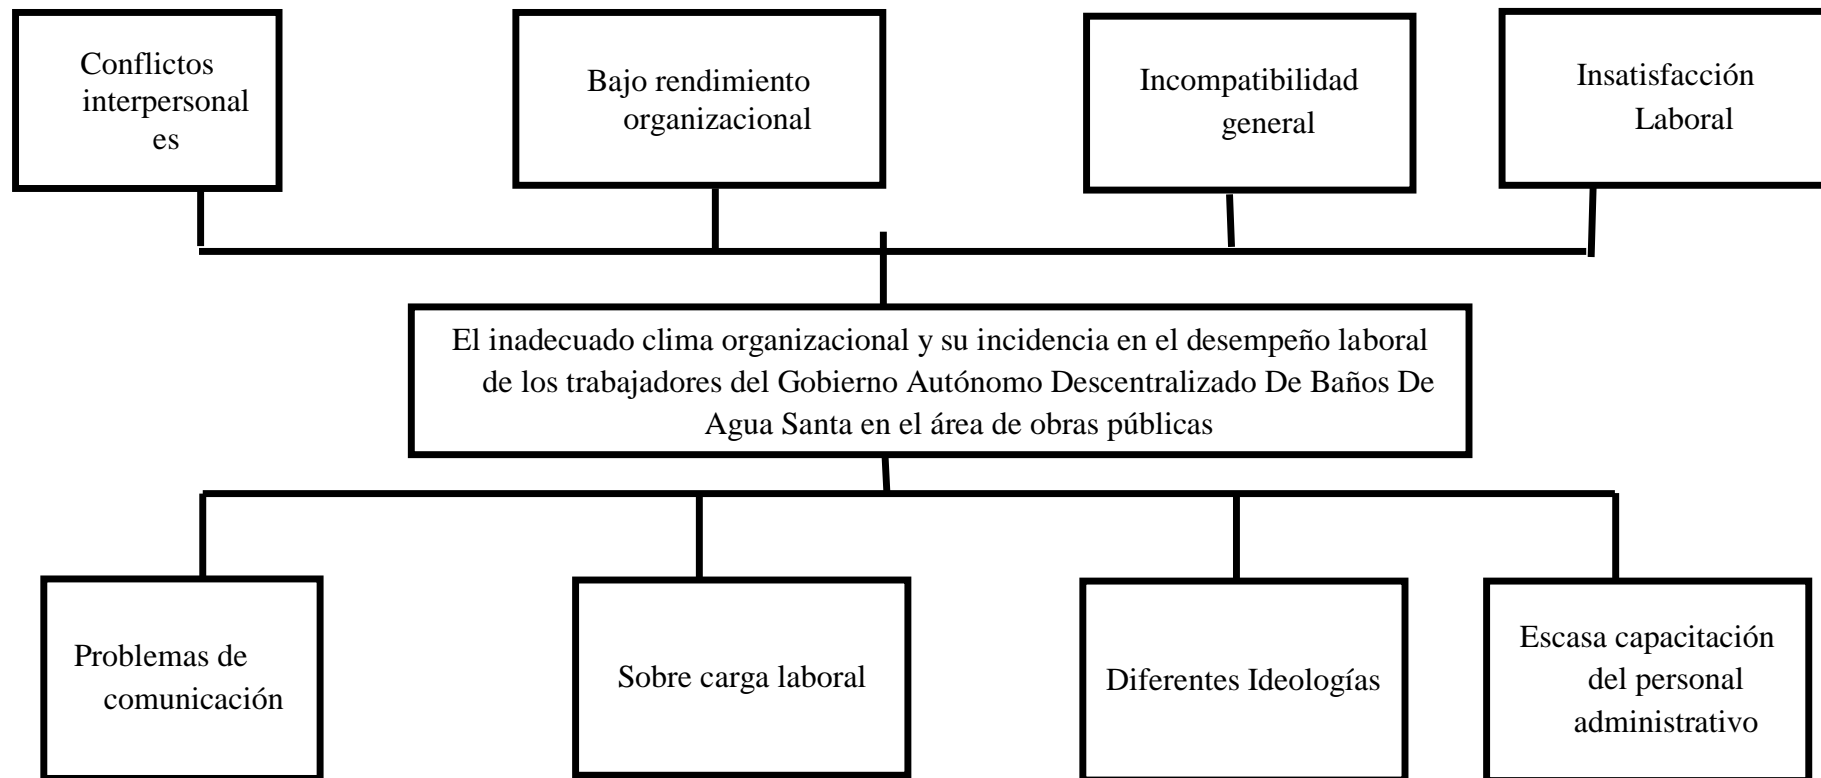 Conflictos
interpersonal
es
Bajo rendimiento
organizacional
Incompatibilidad
general
Insatisfacción
Laboral
El inadecuado clima organizacional y su incidencia en el desempeño laboral
de los trabajadores del Gobierno Autónomo Descentralizado De Baños De
Agua Santa en el área de obras públicas
Problemas de
comunicación
Sobre carga laboral
Diferentes Ideologías
Escasa capacitación
del personal
administrativo